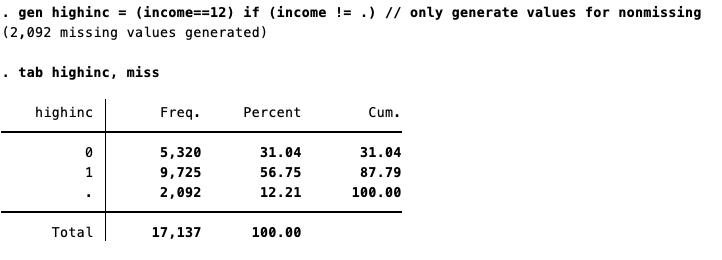 . gen highinc = (income==12) if (income != .) // only generate values for nonmissing
(2,092 missing values generated)
. tab highinc, miss
highinc Freq. Percent Cum.
0 5,320 31.04 31.04
1 9,725 56.75 87.79
. 2,092 12.21 100.00
Total 17,137 100.00